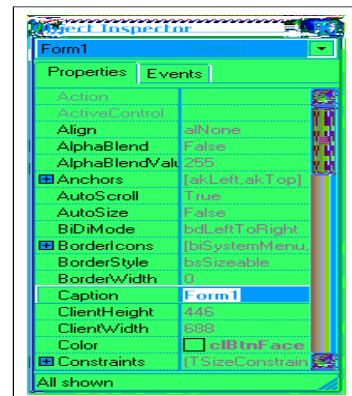 Object Inspector
Form1 TForm1
Properties Events
Action
ActiveControl
Align alNone
AlphaBlend False
AlphaBlendValu 255
Anchors [akLeft,akTop]
AutoScroll True
AutoSize False
BiDiMode bdLeftToRight
BorderIcons [biSystemMenu,
BorderStyle bsSizeable
BorderWidth 0
Caption Form1
ClientHeight 446
ClientWidth 688
Color clBtnFace
Constraints (TSizeConstrain
All shown